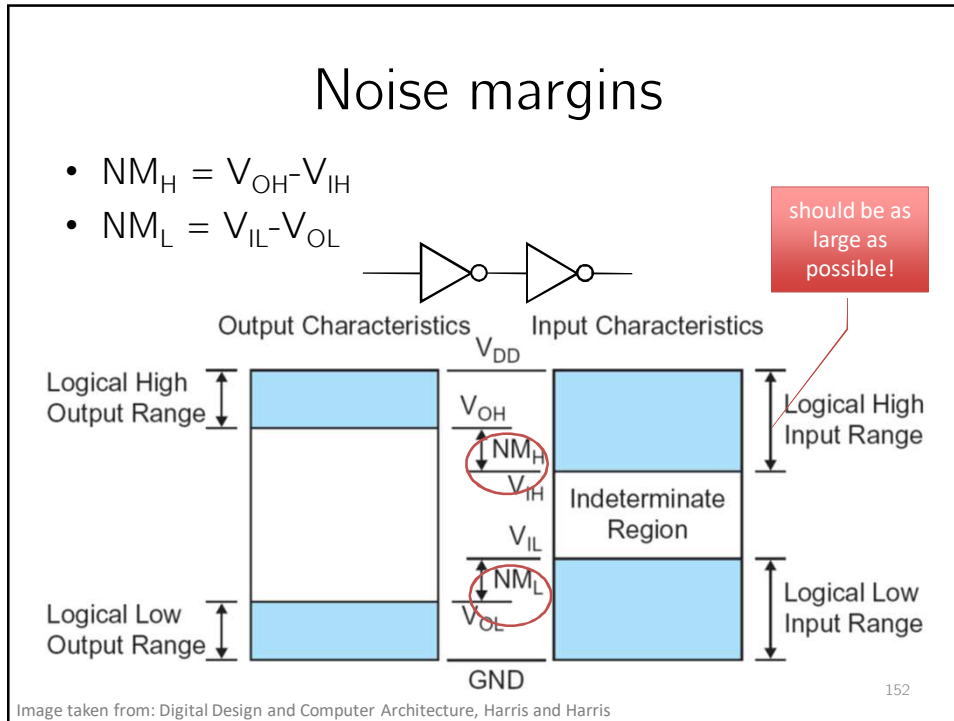 Noise margins
• NM_H = V_OH-V_IH
• NM_L = V_IL-V_OL
should be as
large as
possible!
Output Characteristics
Input Characteristics
V_DD
Logical High
Output Range
V_OH
NM_H
V_IH
Logical High
Input Range
Indeterminate
Region
V_IL
NM_L
V_OL
Logical Low
Output Range
Logical Low
Input Range
GND
152
Image taken from: Digital Design and Computer Architecture, Harris and Harris